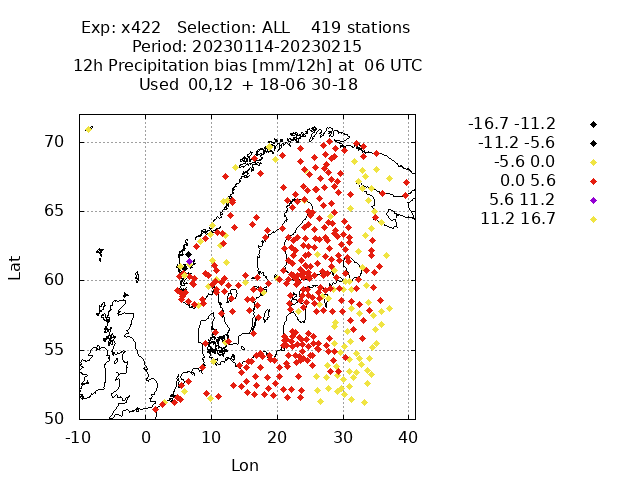 Exp: x422 Selection: ALL 419 stations
Period: 20230114-20230215
12h Precipitation bias [mm/12h] at 06 UTC
Used 00,12 + 18-06 30-18
-16.7 -11.2
-11.2 -5.6
-5.6 0.0
0.0 5.6
5.6 11.2
11.2 16.7
70
65
60
55
50
Lat
-10 0 10 20 30 40
Lon